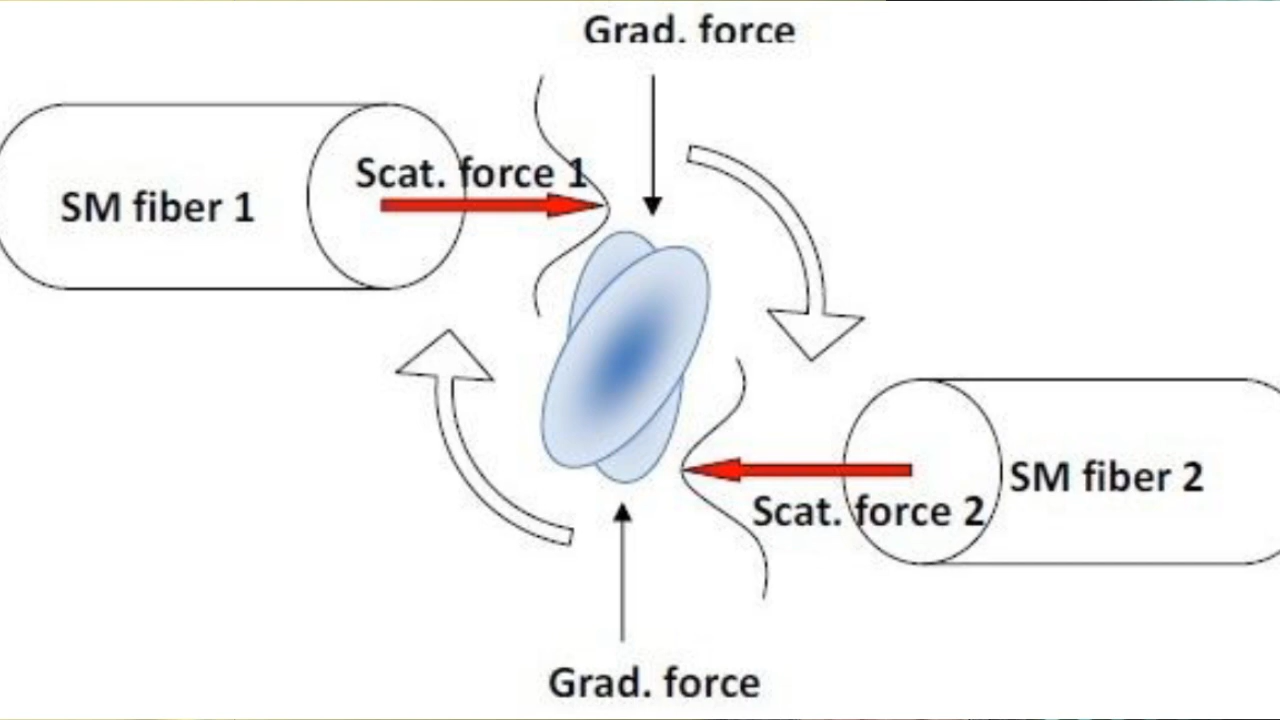 Grad. force
Scat. force 1
SM fiber 1
SM fiber 2
Scat. force 2
Grad. force